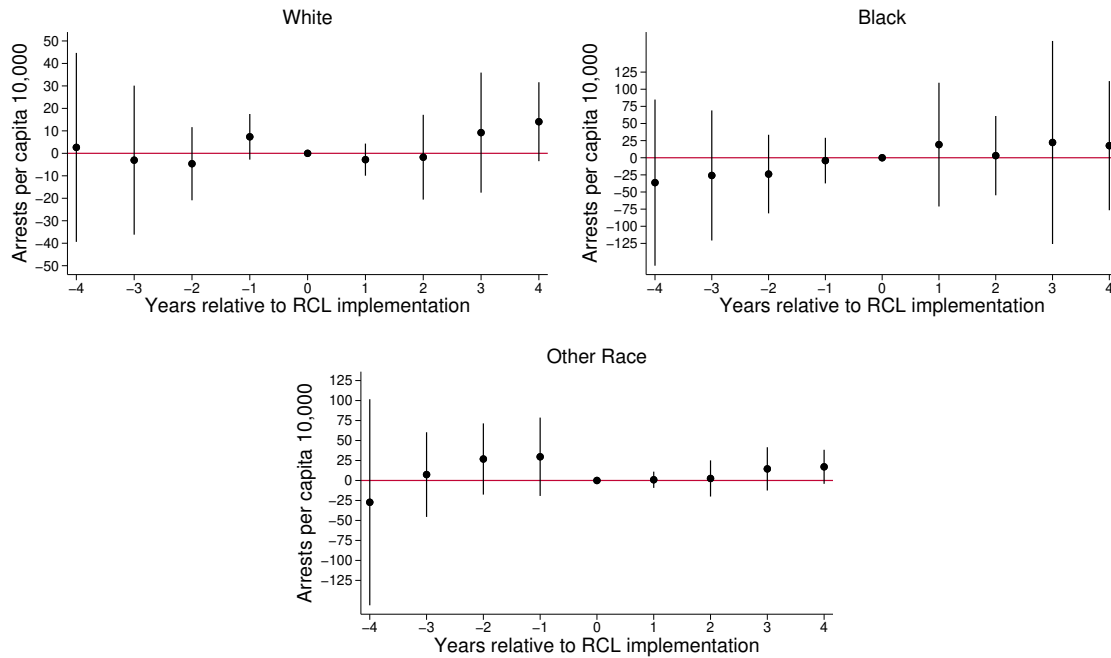 White
Arrests per capita 10,000
50
40
30
20
10
0
−10
−20
−30
−40
−50
−4 −3 −2 −1 0 1 2 3 4
Years relative to RCL implementation
Black
Arrests per capita 10,000
125
100
75
50
25
0
−25
−50
−75
−100
−125
−4 −3 −2 −1 0 1 2 3 4
Years relative to RCL implementation
Other Race
Arrests per capita 10,000
125
100
75
50
25
0
−25
−50
−75
−100
−125
−4 −3 −2 −1 0 1 2 3 4
Years relative to RCL implementation